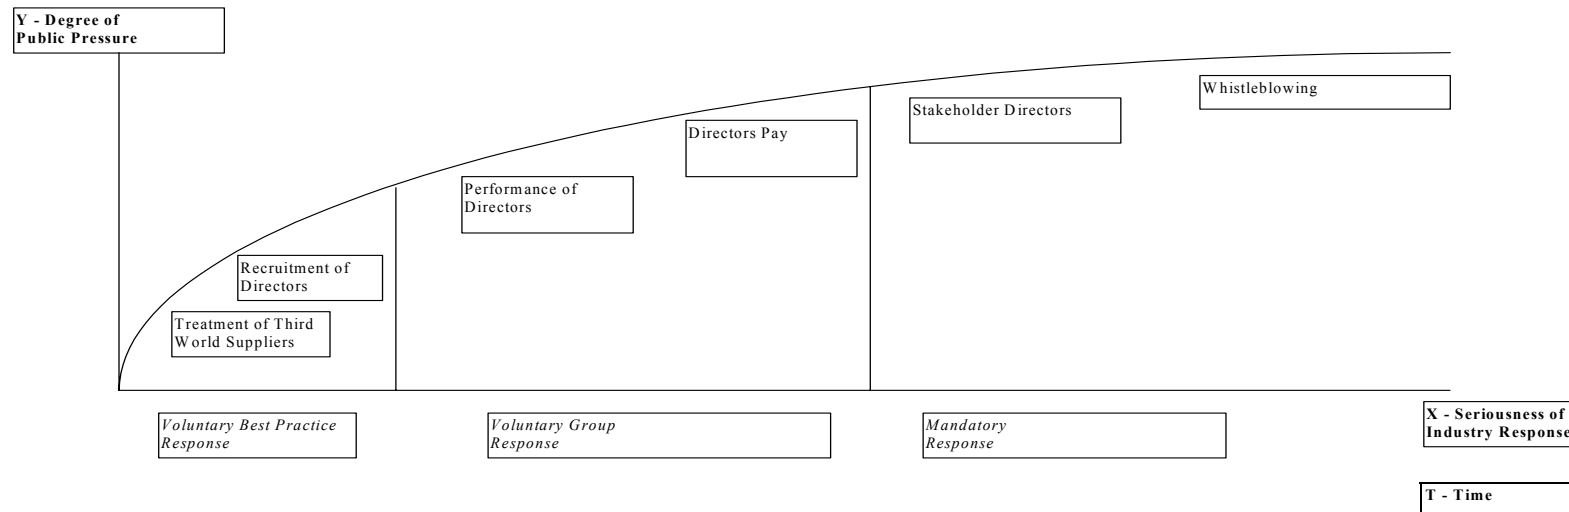 Y - Degree of
Public Pressure
Whistleblowing
Stakeholder Directors
Directors Pay
Performance of
Directors
Recruitment of
Directors
Treatment of Third
World Suppliers
Voluntary Best Practice
Response
Voluntary Group
Response
Mandatory
Response
X - Seriousness of
Industry Response
T - Time